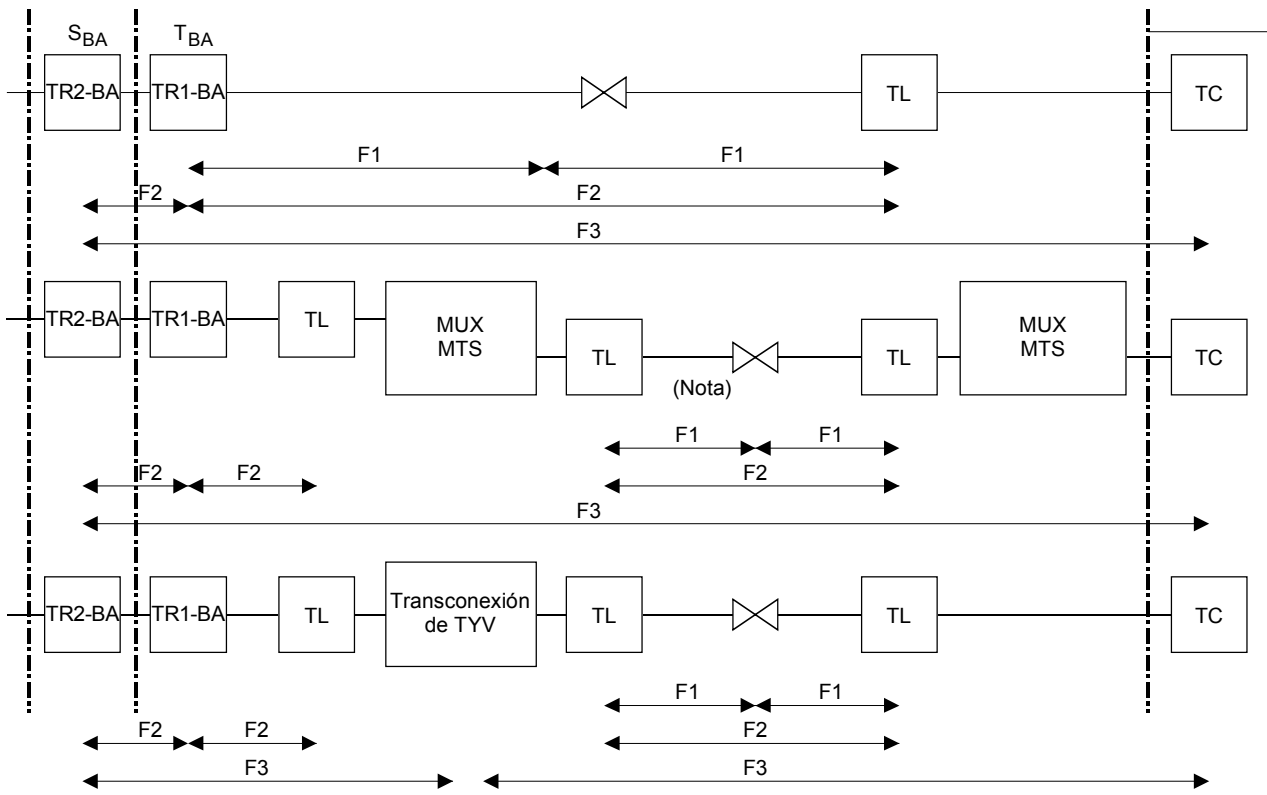 S_BA T_BA
TR2-BA TR1-BA TL TC
F1 F1
F2 F2
F3
TR2-BA TR1-BA TL MUX MTS TL TL MUX MTS TC
(Nota)
F1 F1
F2 F2 F2
F3
TR2-BA TR1-BA TL Transconexión de TYV TL TL TC
F1 F1
F2 F2 F2
F3 F3